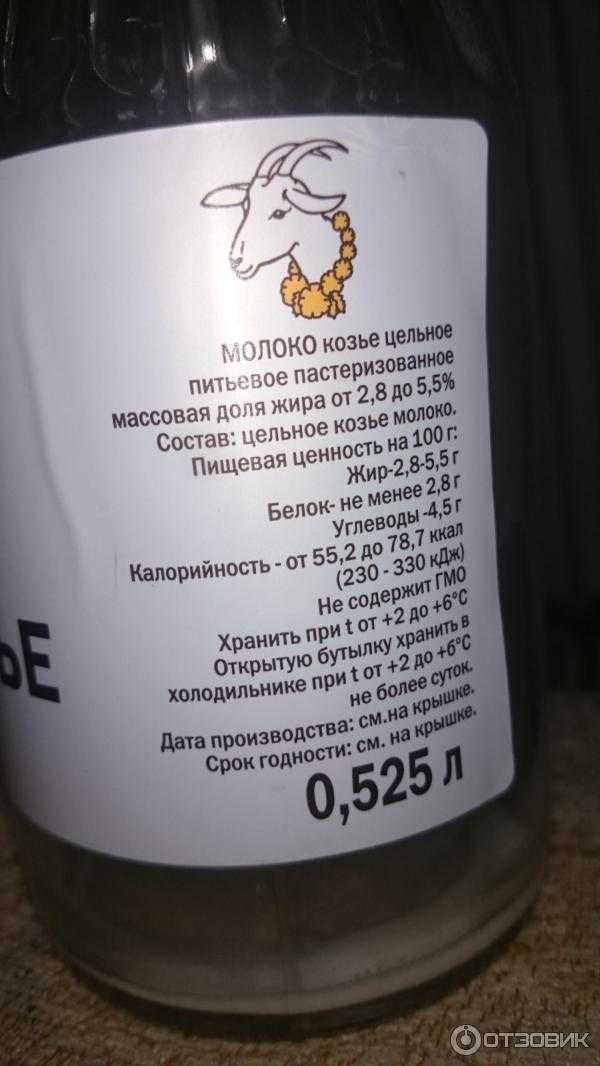 МОЛОКО козье цельное
питьевое пастеризованное
массовая доля жира от 2,8 до 5,5%
Состав: цельное козье молоко.
Пищевая ценность на 100 г:
Жир-2,8-5,5 г
Белок- не менее 2,8 г
Углеводы -4,5 г
Калорийность - от 55,2 до 78,7 ккал
(230 - 330 кДж)
Не содержит ГМО
Хранить при t от +2 до +6°С
Открытую бутылку хранить в
холодильнике при t от +2 до +6°С
не более суток.
Дата производства: см.на крышке.
Срок годности: см. на крышке.
0,525 Л
ЬЕ
ОТЗОВИК